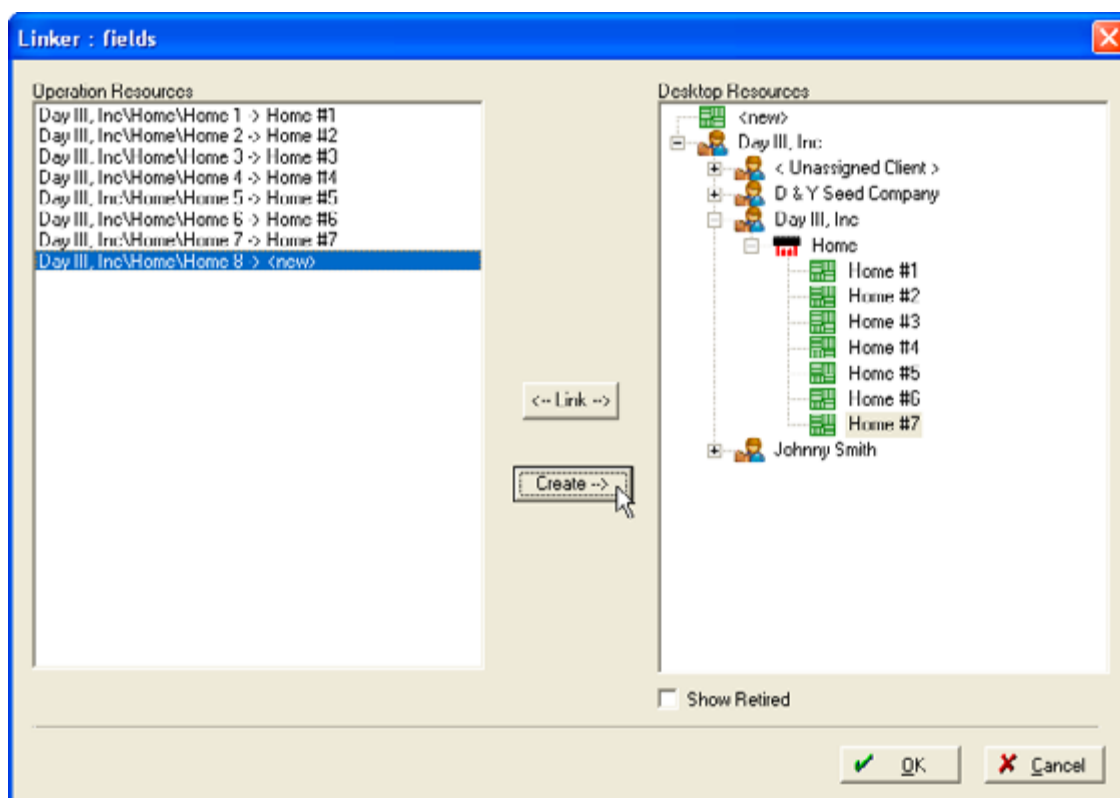 Linker : fields
Operation Resources
Day III, Inc\Home\Home 1 -> Home #1
Day III, Inc\Home\Home 2 -> Home #2
Day III, Inc\Home\Home 3 -> Home #3
Day III, Inc\Home\Home 4 -> Home #4
Day III, Inc\Home\Home 5 -> Home #5
Day III, Inc\Home\Home 6 -> Home #6
Day III, Inc\Home\Home 7 -> Home #7
Day III, Inc\Home\Home 8 -> <new>
<-- Link -->
Create -->
Desktop Resources
<new>
Day III, Inc
< Unassigned Client >
D & Y Seed Company
Day III, Inc
Home
Home #1
Home #2
Home #3
Home #4
Home #5
Home #6
Home #7
Johnny Smith
Show Retired
OK
Cancel